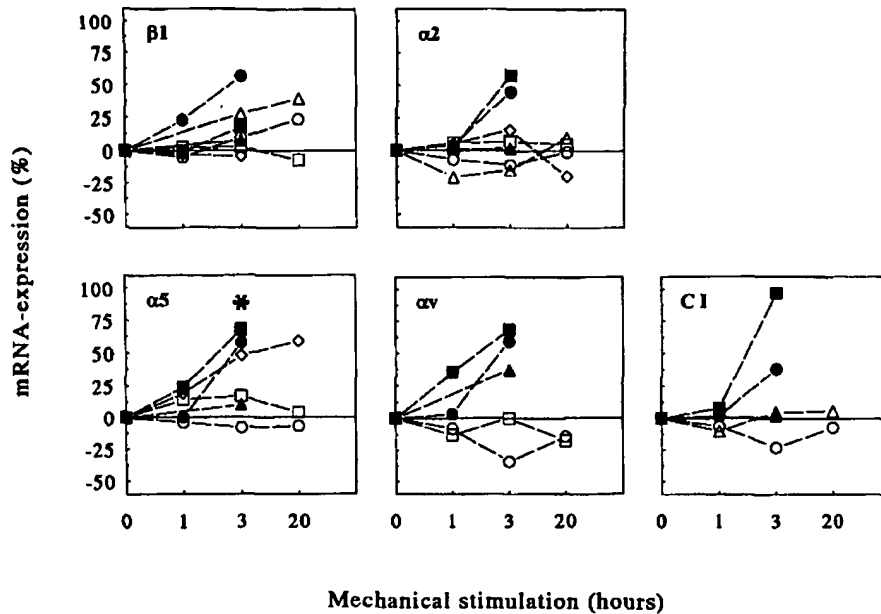 β1
α2
100
75
50
25
0
-25
-50
mRNA-expression (%)
α5
*
αv
C1
100
75
50
25
0
-25
-50
0 1 3 20
0 1 3 20
0 1 3 20
Mechanical stimulation (hours)